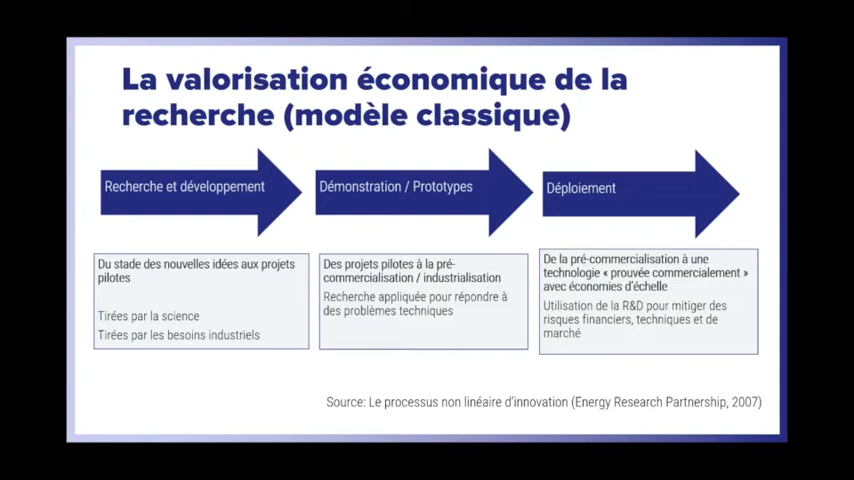 La valorisation économique de la
recherche (modèle classique)
Recherche et développement
Démonstration / Prototypes
Déploiement
Du stade des nouvelles idées aux projets
pilotes
Tirées par la science
Tirées par les besoins industriels
Des projets pilotes à la pré-
commercialisation / industrialisation
Recherche appliquée pour répondre à
des problèmes techniques
De la pré-commercialisation à une
technologie « prouvée commercialement »
avec économies d'échelle
Utilisation de la R&D pour mitiger des
risques financiers, techniques et de
marché
Source: Le processus non linéaire d'innovation (Energy Research Partnership, 2007)